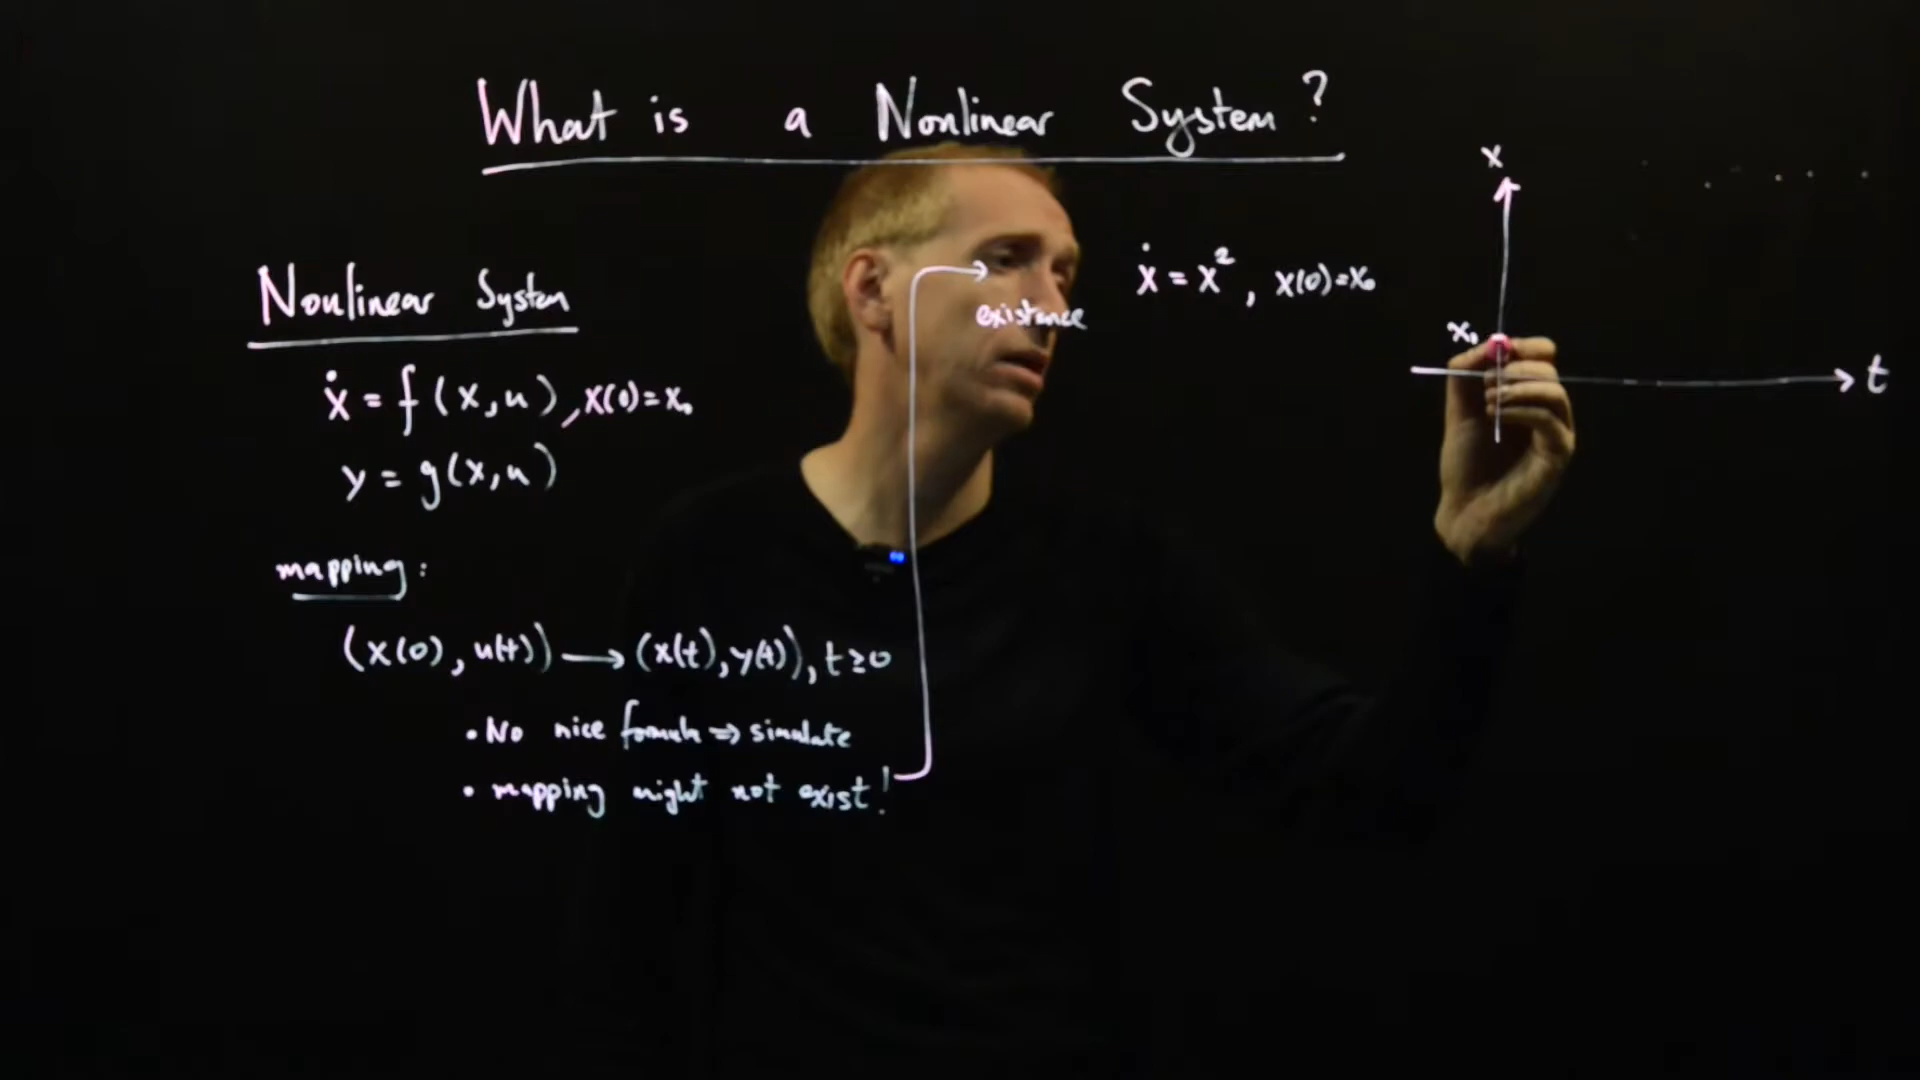 What is a Nonlinear System?
Nonlinear System
ẋ = f(x,u), x(0)=x₀
y = g(x,u)
mapping:
(x(0), u(t)) → (x(t), y(t)), t ≥ 0
• No nice formula ⇒ simulate
• mapping might not exist!
existence
ẋ = x², x(0)=x₀
x
x₀
t